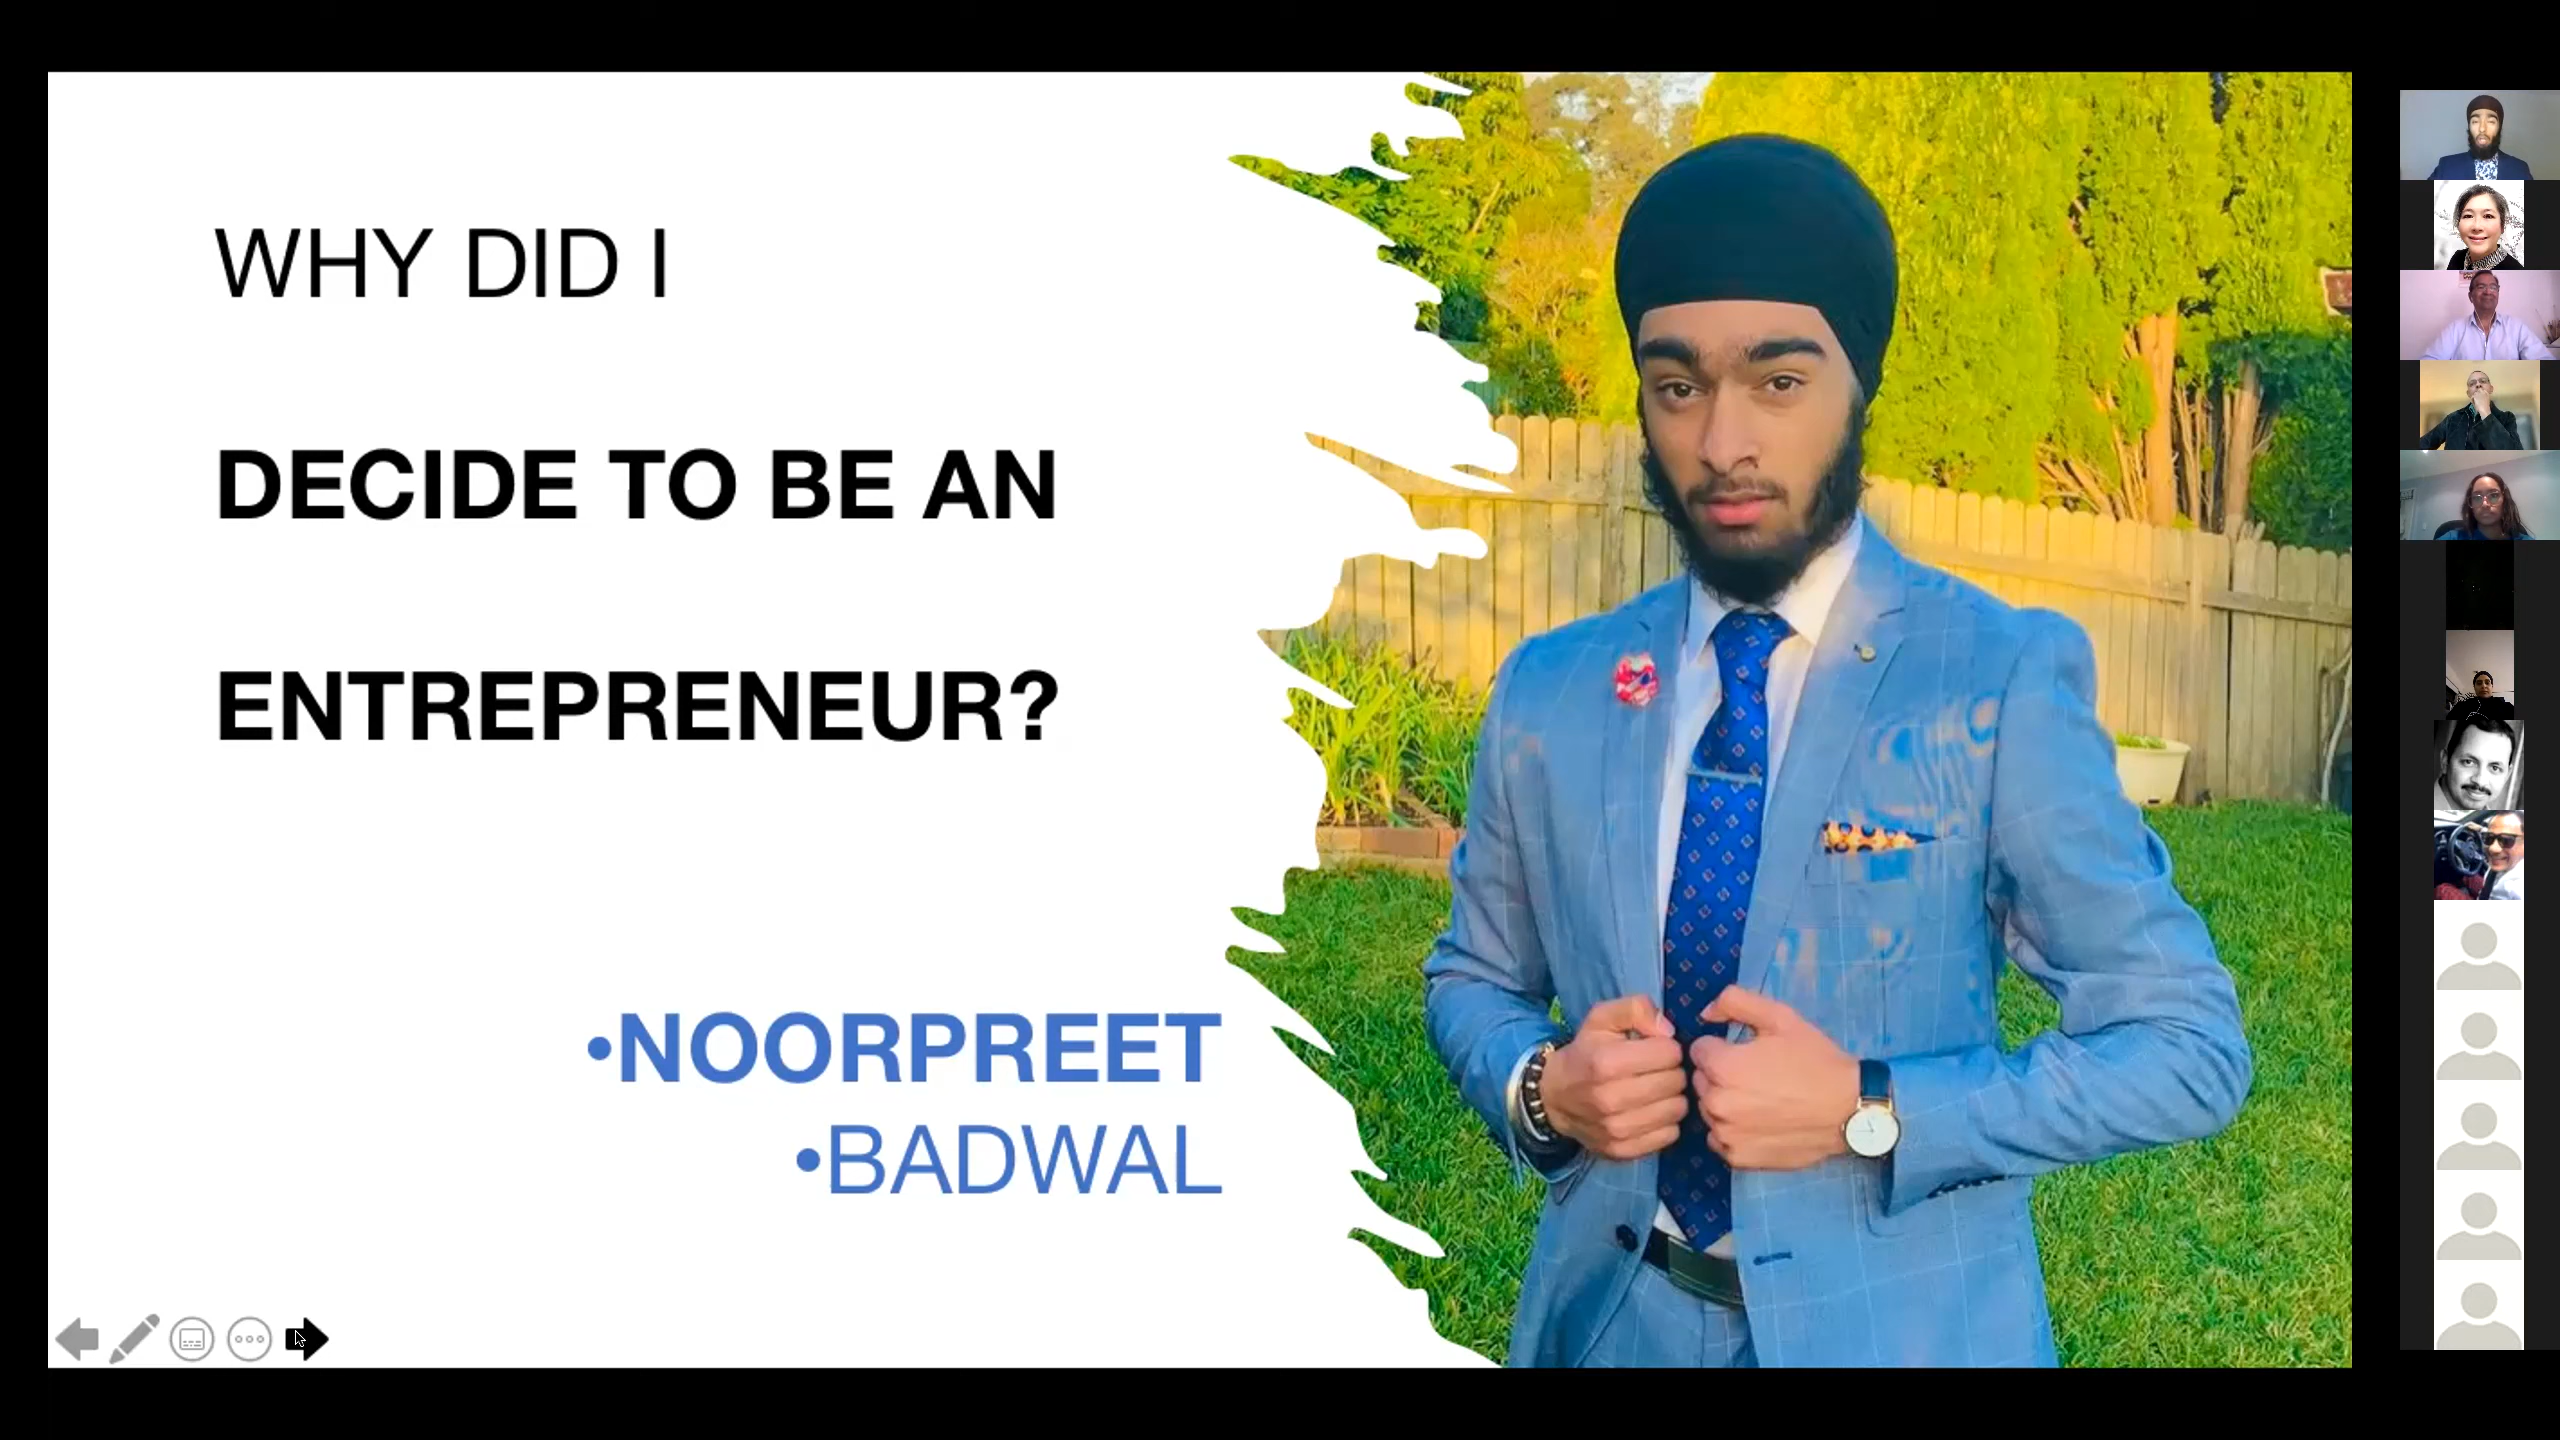 WHY DID I
DECIDE TO BE AN
ENTREPRENEUR?
•NOORPREET
•BADWAL